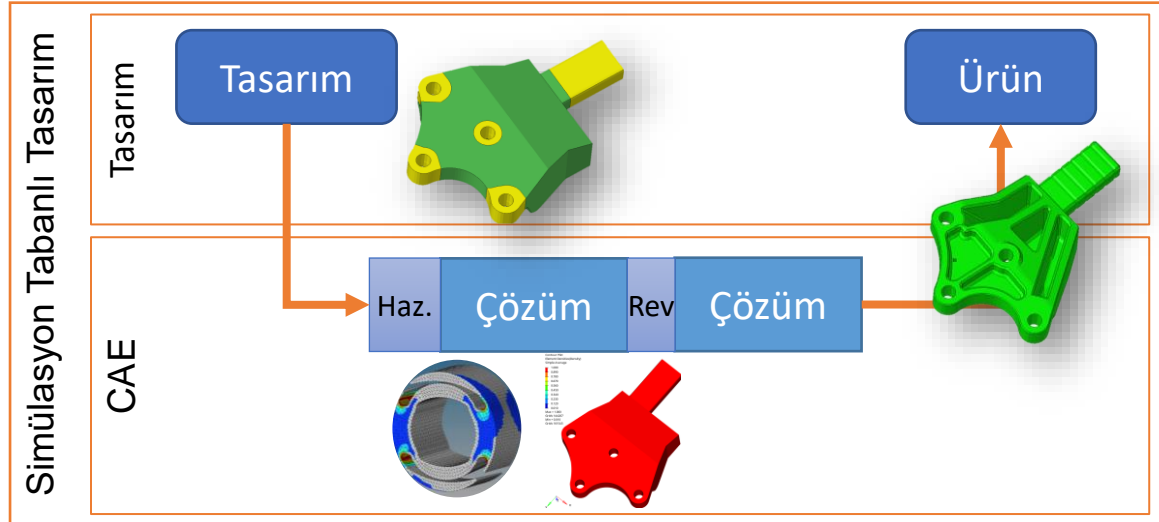 Simülasyon Tabanlı Tasarım
Tasarım
Tasarım
Ürün
CAE
Haz.
Çözüm
Rev
Çözüm